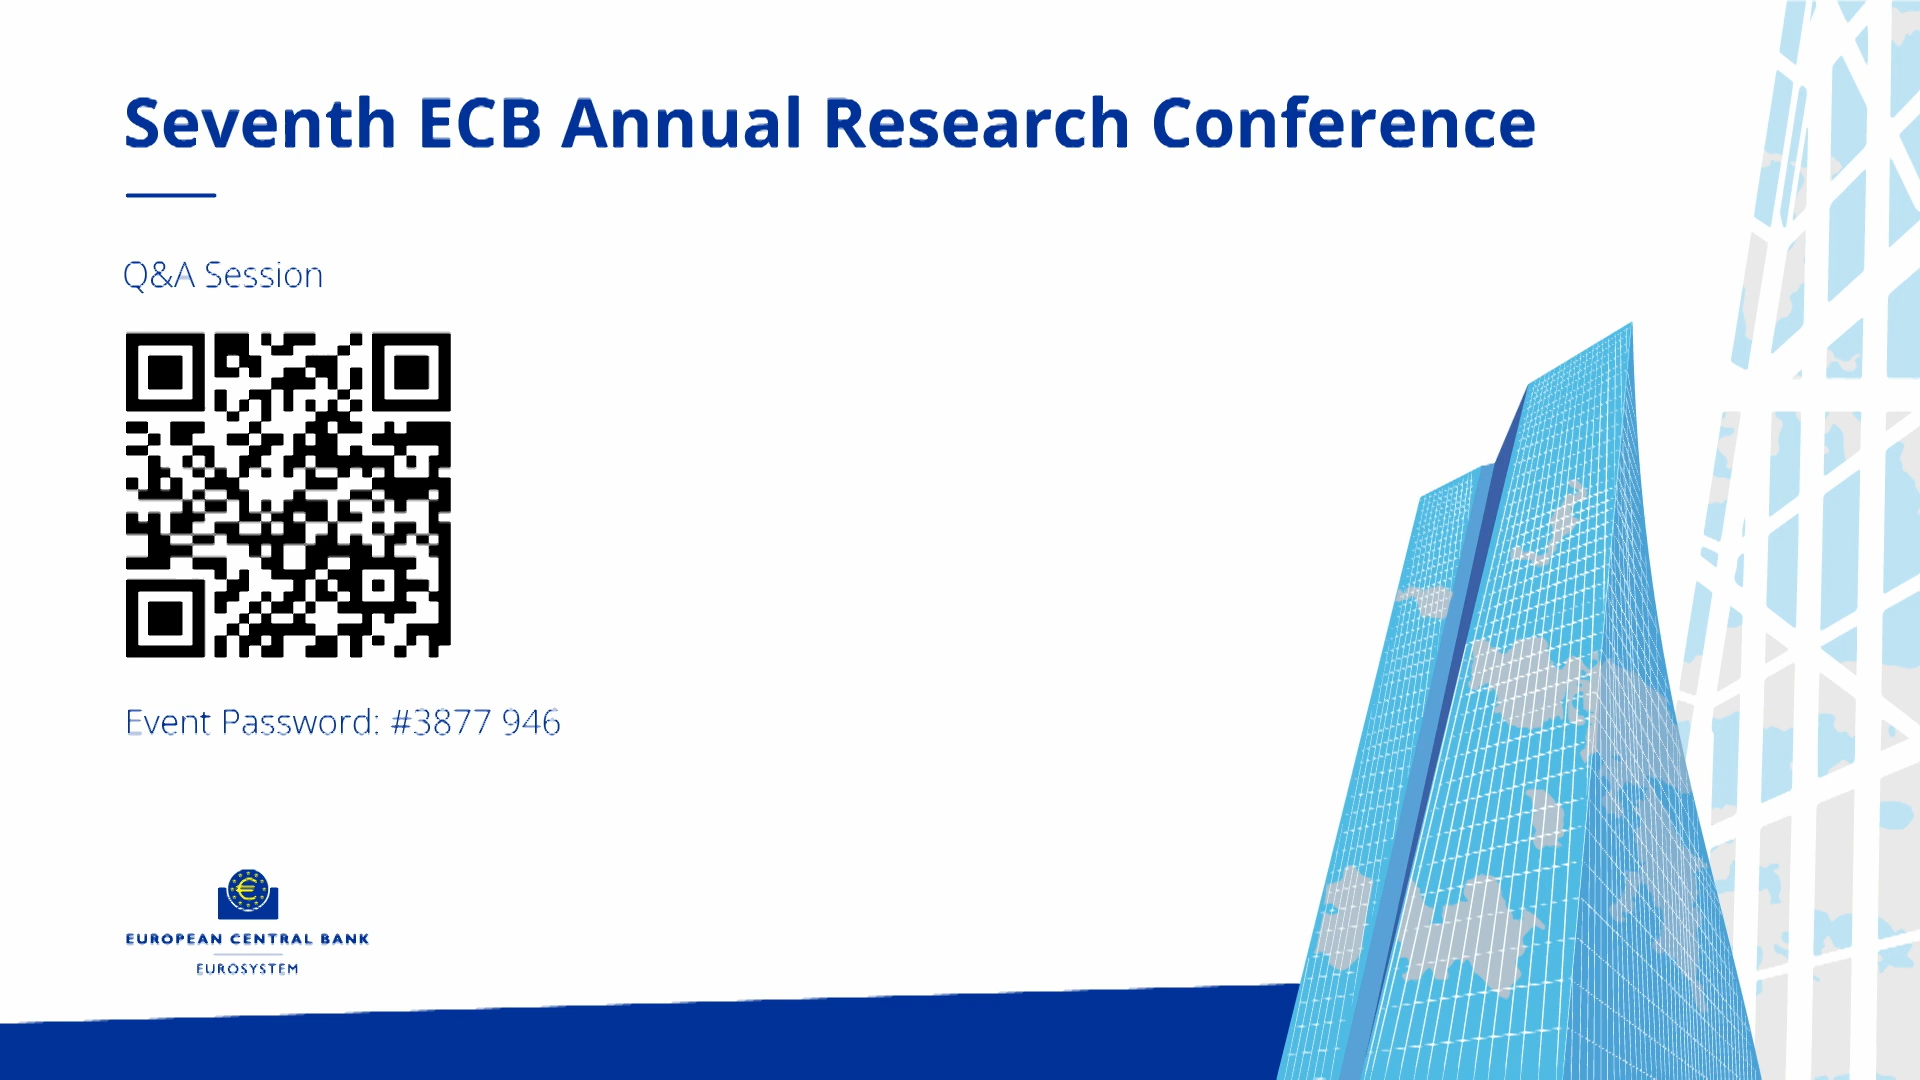 Seventh ECB Annual Research Conference
Q&A Session
Event Password: #3877 946
EUROPEAN CENTRAL BANK
EUROSYSTEM